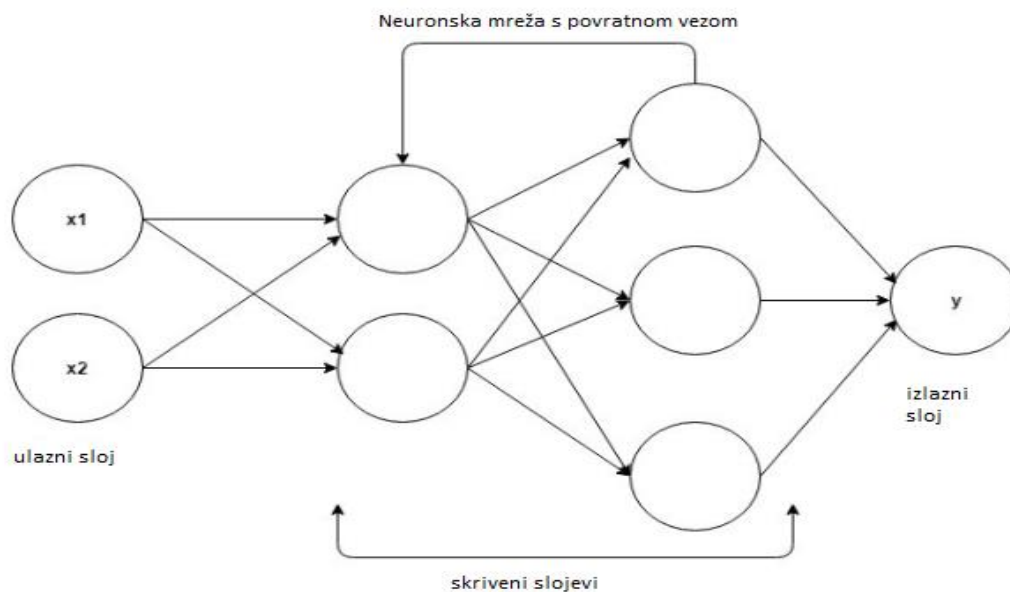 Neuronska mreža s povratnom vezom
x1
x2
y
ulazni sloj
izlazni
sloj
skriveni slojevi